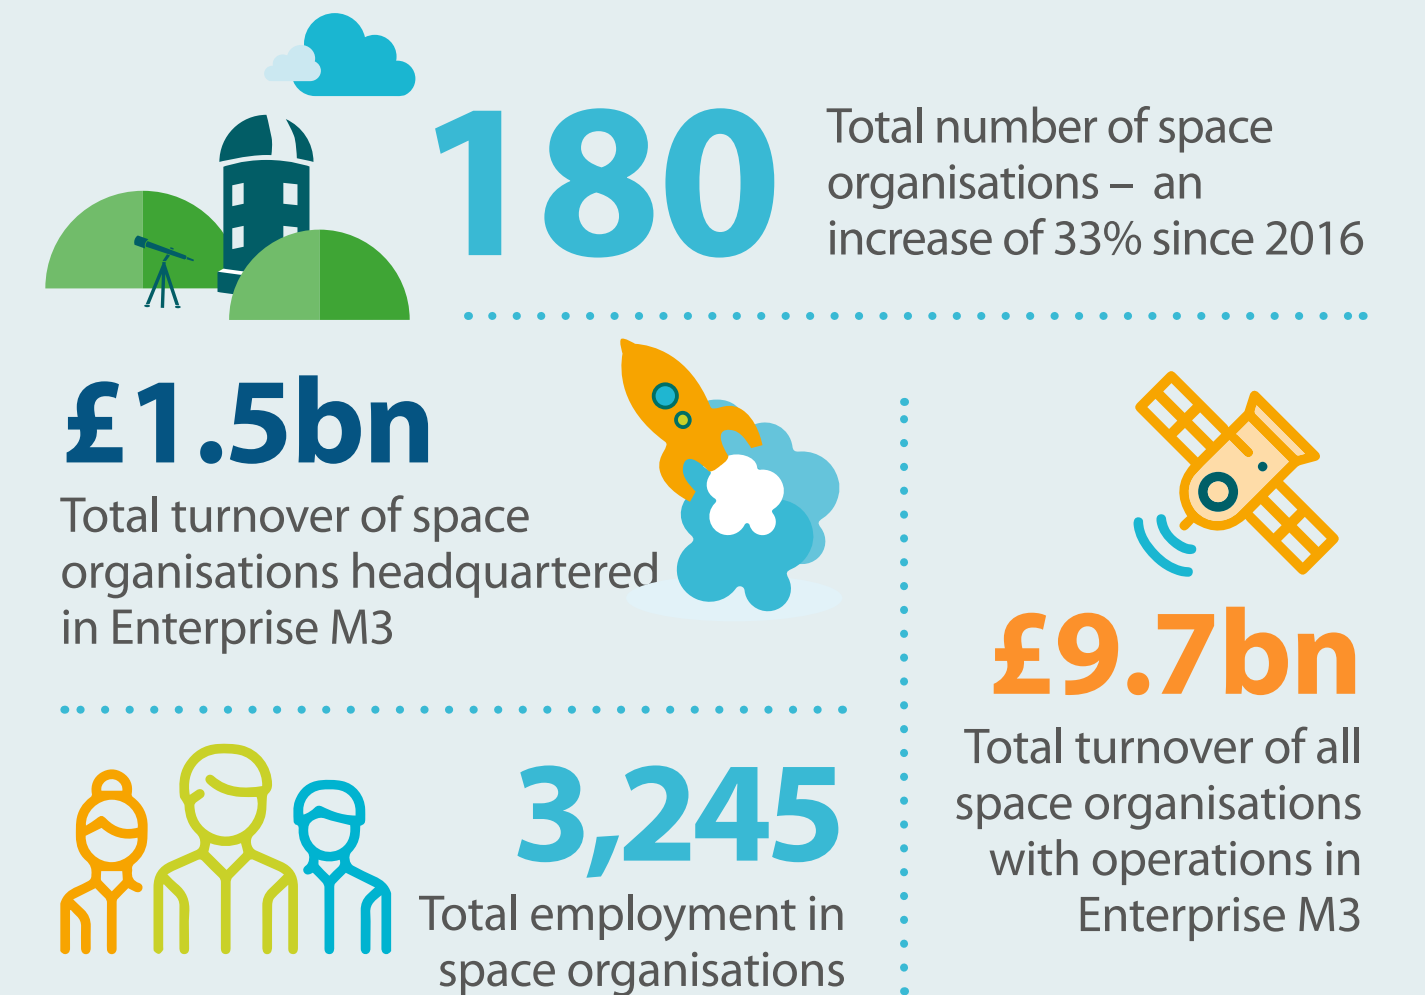 180
Total number of space
organisations – an
increase of 33% since 2016
£1.5bn
Total turnover of space
organisations headquartered
in Enterprise M3
£9.7bn
Total turnover of all
space organisations
with operations in
Enterprise M3
3,245
Total employment in
space organisations